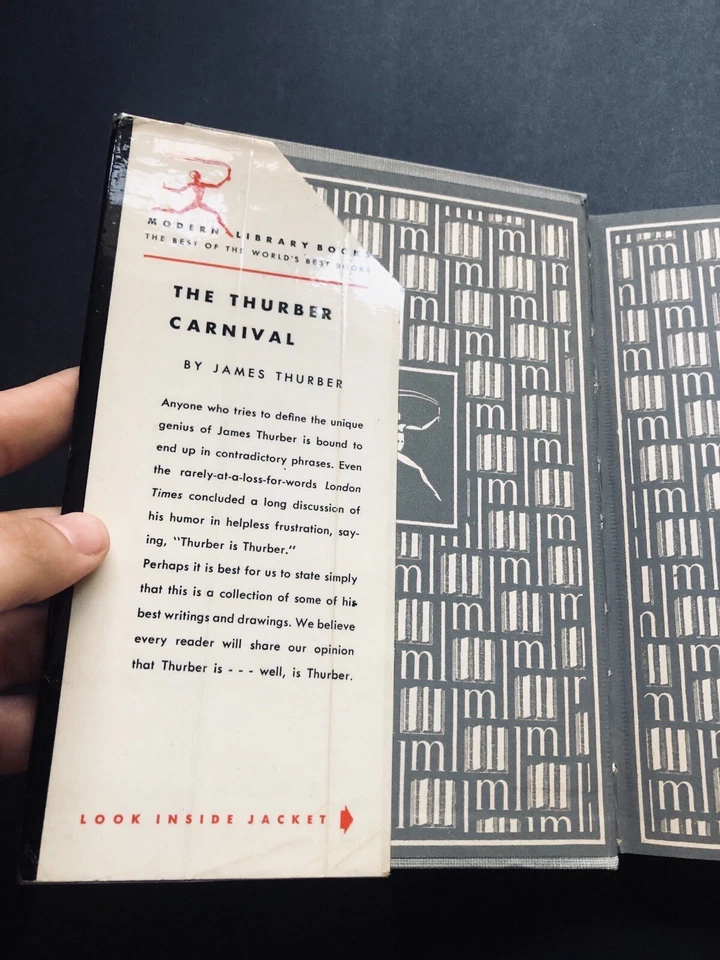 MODERN LIBRARY BOOKS
THE BEST OF THE WORLD'S BEST BOOKS
THE THURBER
CARNIVAL
BY JAMES THURBER
Anyone who tries to define the unique
genius of James Thurber is bound to
end up in contradictory phrases. Even
the rarely-at-a-loss-for-words London
Times concluded a long discussion of
his humor in helpless frustration, say-
ing, "Thurber is Thurber."
Perhaps it is best for us to state simply
that this is a collection of some of his
best writings and drawings. We believe
every reader will share our opinion
that Thurber is - - - well, is Thurber.
LOOK INSIDE JACKET